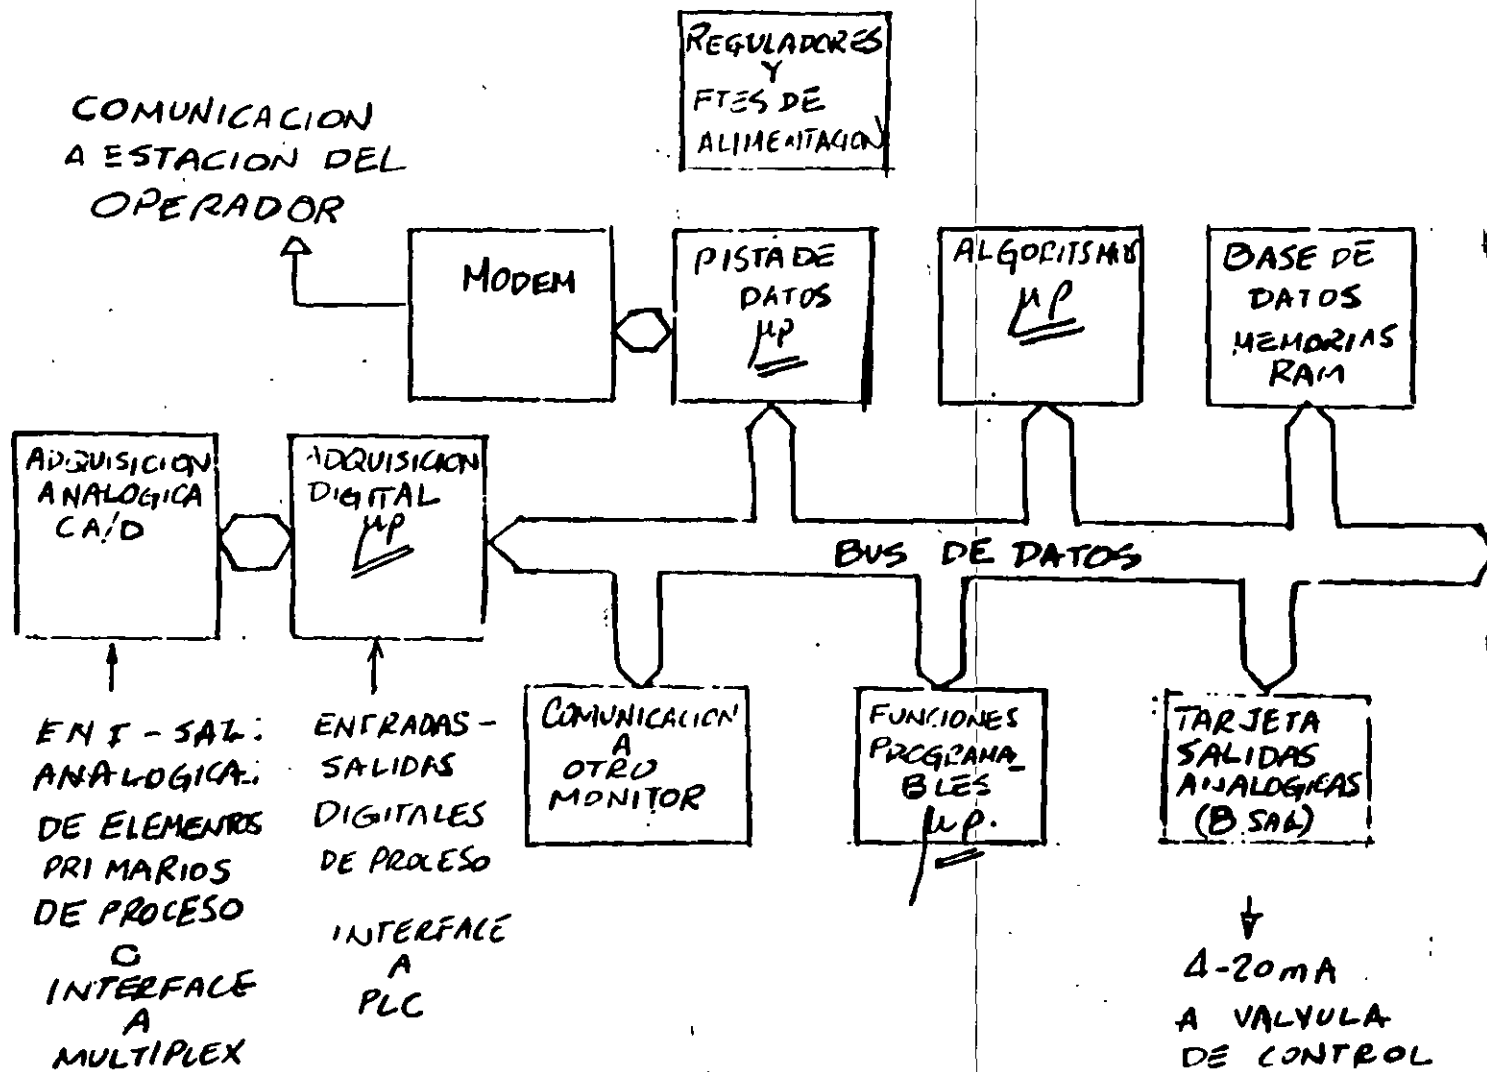 REGULADORES
Y
FTES DE
ALIMENTACION
COMUNICACION
A ESTACION DEL
OPERADOR
MODEM
PISTA DE
DATOS
μp
ALGORITSMOS
μP
BASE DE
DATOS
MEMORIAS
RAM
ADQUISICION
ANALOGICA
CA/D
ADQUISICION
DIGITAL
μP
BUS DE DATOS
COMUNICACION
A
OTRO
MONITOR
FUNCIONES
PROGRAMA_
BLES
μp.
TARJETA
SALIDAS
ANALOGICAS
(8 SAL)
ENT - SAL:
ANALOGICA:
DE ELEMENTOS
PRIMARIOS
DE PROCESO
O
INTERFACE
A
MULTIPLEX
ENTRADAS -
SALIDAS
DIGITALES
DE PROCESO
INTERFACE
A
PLC
4-20mA
A VALVULA
DE CONTROL